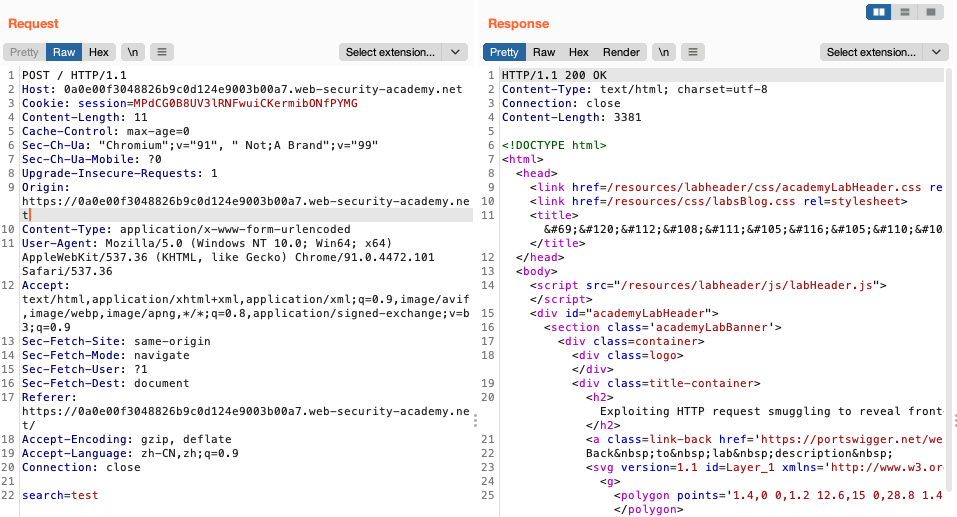 Request
Pretty Raw Hex \n Select extension...
1 POST / HTTP/1.1
2 Host: 0a0e00f3048826b9c0d124e9003b00a7.web-security-academy.net
3 Cookie: session=MPdCG0B8UV3lRNFwuiCKermibONfPYMG
4 Content-Length: 11
5 Cache-Control: max-age=0
6 Sec-Ch-Ua: "Chromium";v="91", " Not;A Brand";v="99"
7 Sec-Ch-Ua-Mobile: ?0
8 Upgrade-Insecure-Requests: 1
9 Origin:
https://0a0e00f3048826b9c0d124e9003b00a7.web-security-academy.ne
t
10 Content-Type: application/x-www-form-urlencoded
11 User-Agent: Mozilla/5.0 (Windows NT 10.0; Win64; x64)
AppleWebKit/537.36 (KHTML, like Gecko) Chrome/91.0.4472.101
Safari/537.36
12 Accept:
text/html,application/xhtml+xml,application/xml;q=0.9,image/avif
,image/webp,image/apng,*/*;q=0.8,application/signed-exchange;v=b
3;q=0.9
13 Sec-Fetch-Site: same-origin
14 Sec-Fetch-Mode: navigate
15 Sec-Fetch-User: ?1
16 Sec-Fetch-Dest: document
17 Referer:
https://0a0e00f3048826b9c0d124e9003b00a7.web-security-academy.ne
t/
18 Accept-Encoding: gzip, deflate
19 Accept-Language: zh-CN,zh;q=0.9
20 Connection: close
21
22 search=test
Response
Pretty Raw Hex Render \n Select extension...
1 HTTP/1.1 200 OK
2 Content-Type: text/html; charset=utf-8
3 Connection: close
4 Content-Length: 3381
5
6 <!DOCTYPE html>
7 <html>
8 <head>
9 <link href=/resources/labheader/css/academyLabHeader.css re
10 <link href=/resources/css/labsBlog.css rel=stylesheet>
11 <title>
&#69;&#120;&#112;&#108;&#111;&#105;&#116;&#105;&#110;&#10
</title>
12 </head>
13 <body>
14 <script src="/resources/labheader/js/labHeader.js">
</script>
15 <div id="academyLabHeader">
16 <section class='academyLabBanner'>
17 <div class=container>
18 <div class=logo>
</div>
19 <div class=title-container>
20 <h2>
Exploiting HTTP request smuggling to reveal front
</h2>
21 <a class=link-back href='https://portswigger.net/we
22 Back&nbsp;to&nbsp;lab&nbsp;description&nbsp;
23 <svg version=1.1 id=Layer_1 xmlns='http://www.w3.or
24 <g>
25 <polygon points='1.4,0 0,1.2 12.6,15 0,28.8 1.4
</polygon>